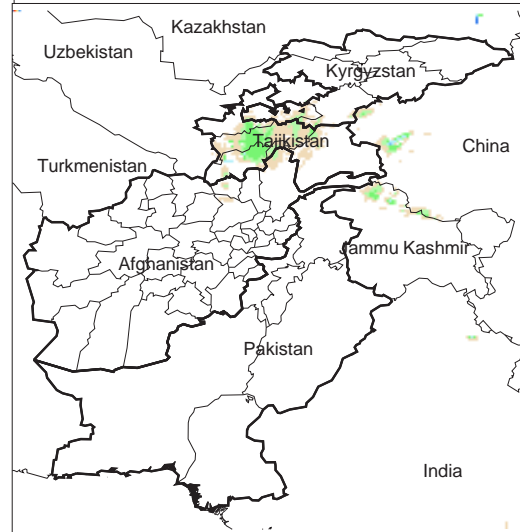 Kazakhstan
Uzbekistan
Kyrgyzstan
Tajikistan
China
Turkmenistan
Jammu Kashmir
Afghanistan
Pakistan
India